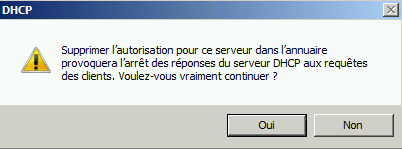 DHCP
Supprimer l'autorisation pour ce serveur dans l'annuaire
provoquera l'arrêt des réponses du serveur DHCP aux requêtes
des clients. Voulez-vous vraiment continuer ?
Oui
Non